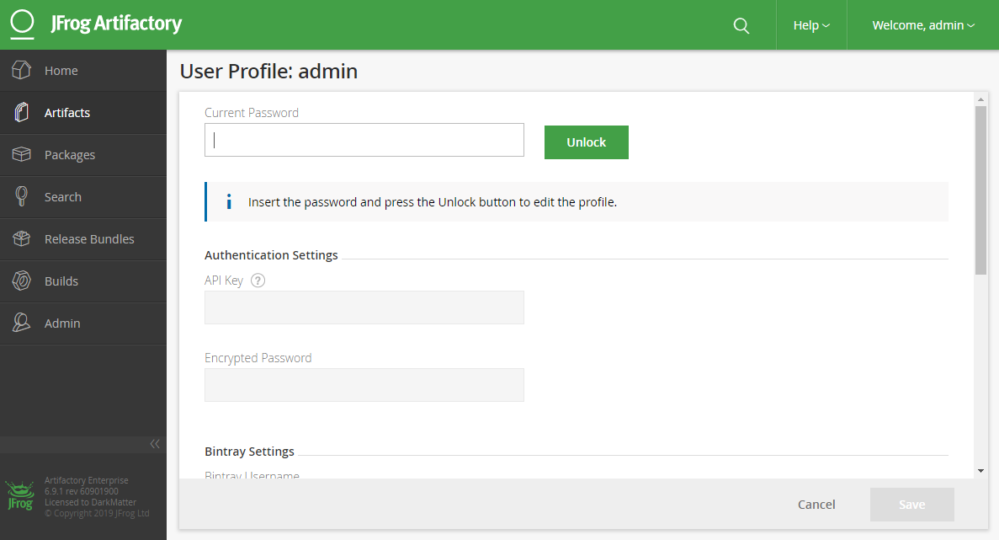 JFrog Artifactory
Help
Welcome, admin
Home
Artifacts
Packages
Search
Release Bundles
Builds
Admin
Artifactory Enterprise
6.9.1 rev 60901900
Licensed to DarkMatter
© Copyright 2019 JFrog Ltd
JFrog
User Profile: admin
Current Password
Unlock
i Insert the password and press the Unlock button to edit the profile.
Authentication Settings
API Key ?
Encrypted Password
Bintray Settings
Bintray Username
Cancel
Save